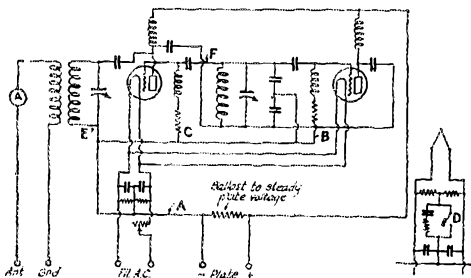 A
F
E'
C
B
A
Ballast to steady
plate voltage
D
Ant
Gnd
Fil. A.C.
- Plate +